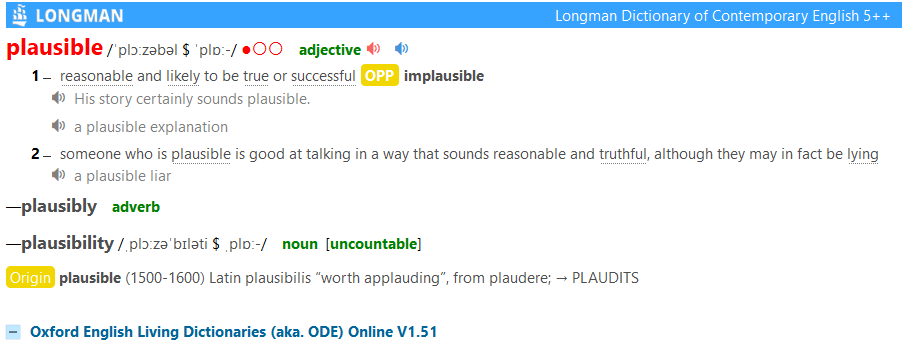 LONGMAN Longman Dictionary of Contemporary English 5++
plausible /ˈplɔːzəbəl $ ˈplɒː-/ ●○○ adjective
1 – reasonable and likely to be true or successful OPP implausible
His story certainly sounds plausible.
a plausible explanation
2 – someone who is plausible is good at talking in a way that sounds reasonable and truthful, although they may in fact be lying
a plausible liar
—plausibly adverb
—plausibility /ˌplɔːzəˈbɪləti $ ˌplɒː-/ noun [uncountable]
Origin plausible (1500-1600) Latin plausibilis “worth applauding”, from plaudere; → PLAUDITS
− Oxford English Living Dictionaries (aka. ODE) Online V1.51